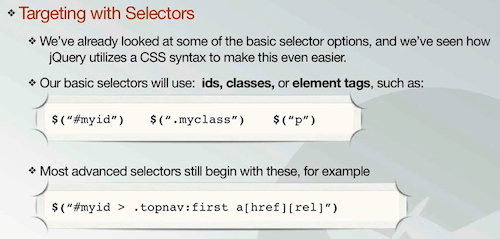 Targeting with Selectors
We've already looked at some of the basic selector options, and we've seen how
jQuery utilizes a CSS syntax to make this even easier.
Our basic selectors will use: ids, classes, or element tags, such as:
$(“#myid”) $(“.myclass”) $(“p”)
Most advanced selectors still begin with these, for example
$(“#myid > .topnav:first a[href][rel]”)